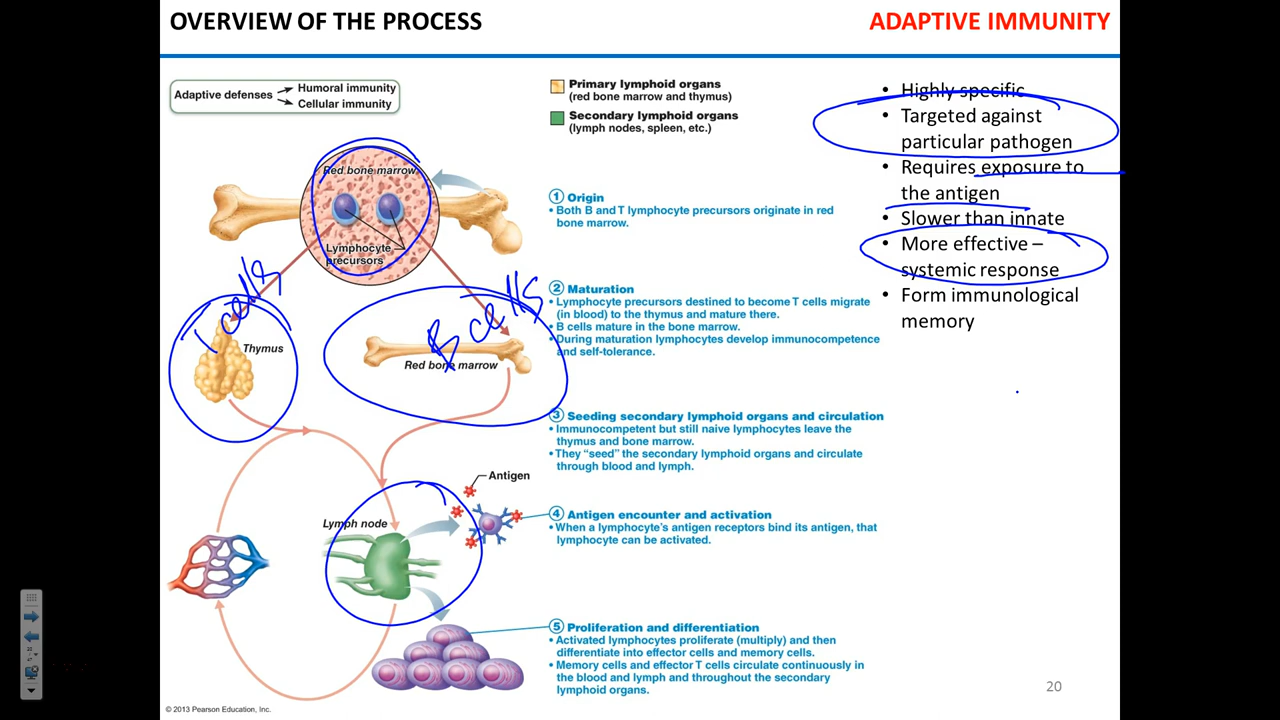 OVERVIEW OF THE PROCESS
ADAPTIVE IMMUNITY
Adaptive defenses
Humoral immunity
Cellular immunity
Primary lymphoid organs
(red bone marrow and thymus)
Secondary lymphoid organs
(lymph nodes, spleen, etc.)
• Highly specific
• Targeted against
particular pathogen
• Requires exposure to
the antigen
• Slower than innate
• More effective –
systemic response
• Form immunological
memory
Red bone marrow
Lymphocyte
precursors
1 Origin
• Both B and T lymphocyte precursors originate in red
bone marrow.
T cells
B cells
Thymus
Red bone marrow
2 Maturation
• Lymphocyte precursors destined to become T cells migrate
(in blood) to the thymus and mature there.
• B cells mature in the bone marrow.
• During maturation lymphocytes develop immunocompetence
and self-tolerance.
3 Seeding secondary lymphoid organs and circulation
• Immunocompetent but still naive lymphocytes leave the
thymus and bone marrow.
• They “seed” the secondary lymphoid organs and circulate
through blood and lymph.
Antigen
Lymph node
4 Antigen encounter and activation
• When a lymphocyte’s antigen receptors bind its antigen, that
lymphocyte can be activated.
5 Proliferation and differentiation
• Activated lymphocytes proliferate (multiply) and then
differentiate into effector cells and memory cells.
• Memory cells and effector T cells circulate continuously in
the blood and lymph and throughout the secondary
lymphoid organs.
20
© 2013 Pearson Education, Inc.